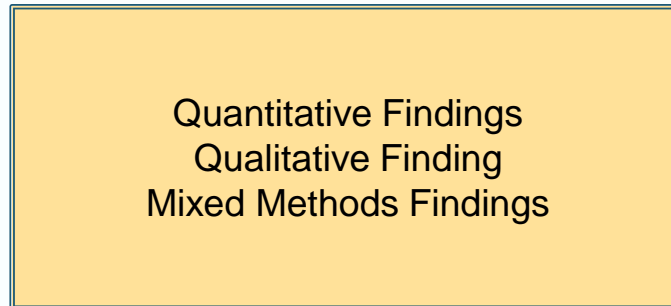 Quantitative Findings
Qualitative Finding
Mixed Methods Findings